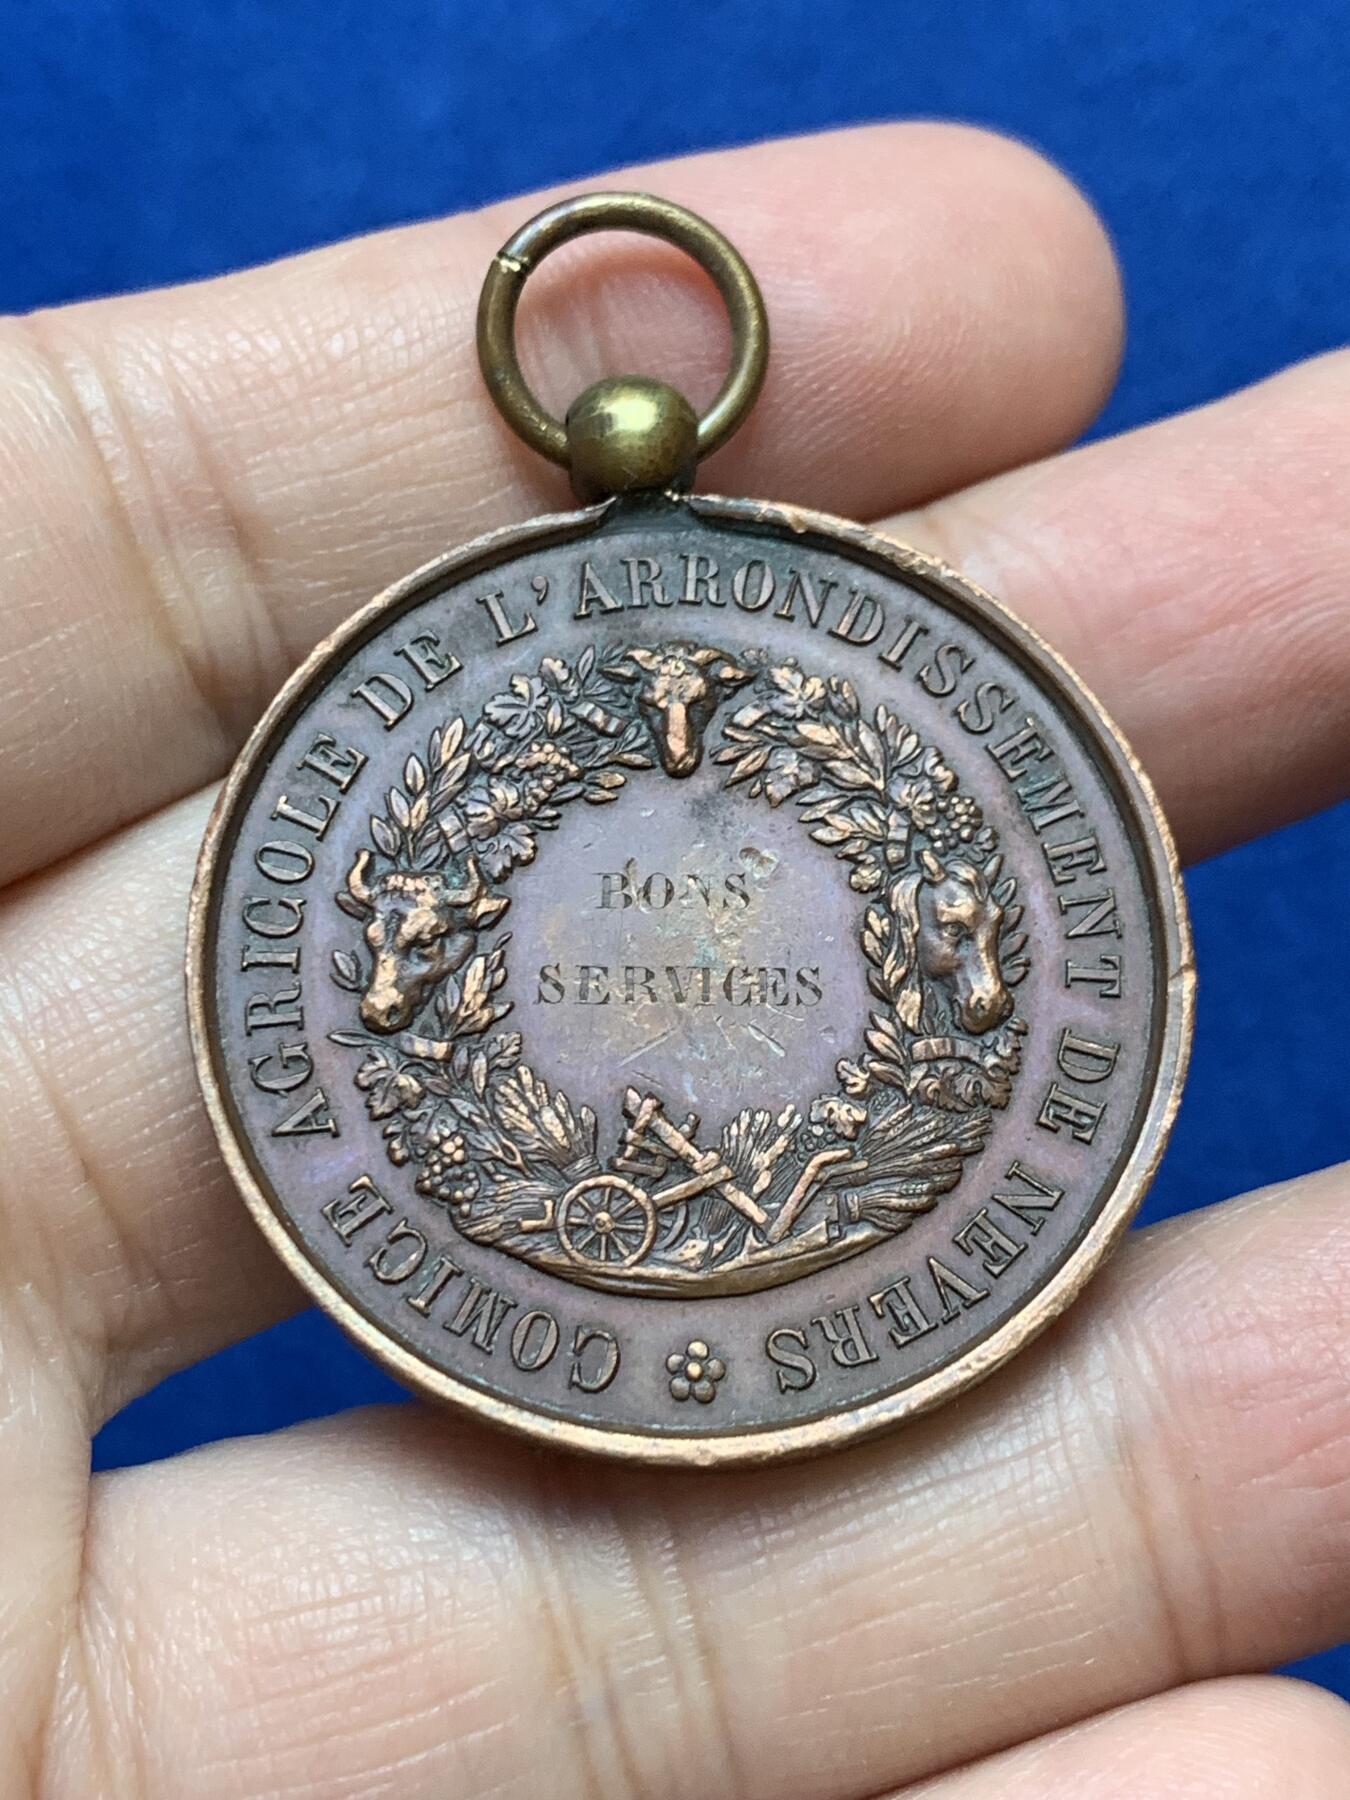 COMICE AGRICOLE DE L'ARRONDISSEMENT DE NEVERS
BONS
SERVICES